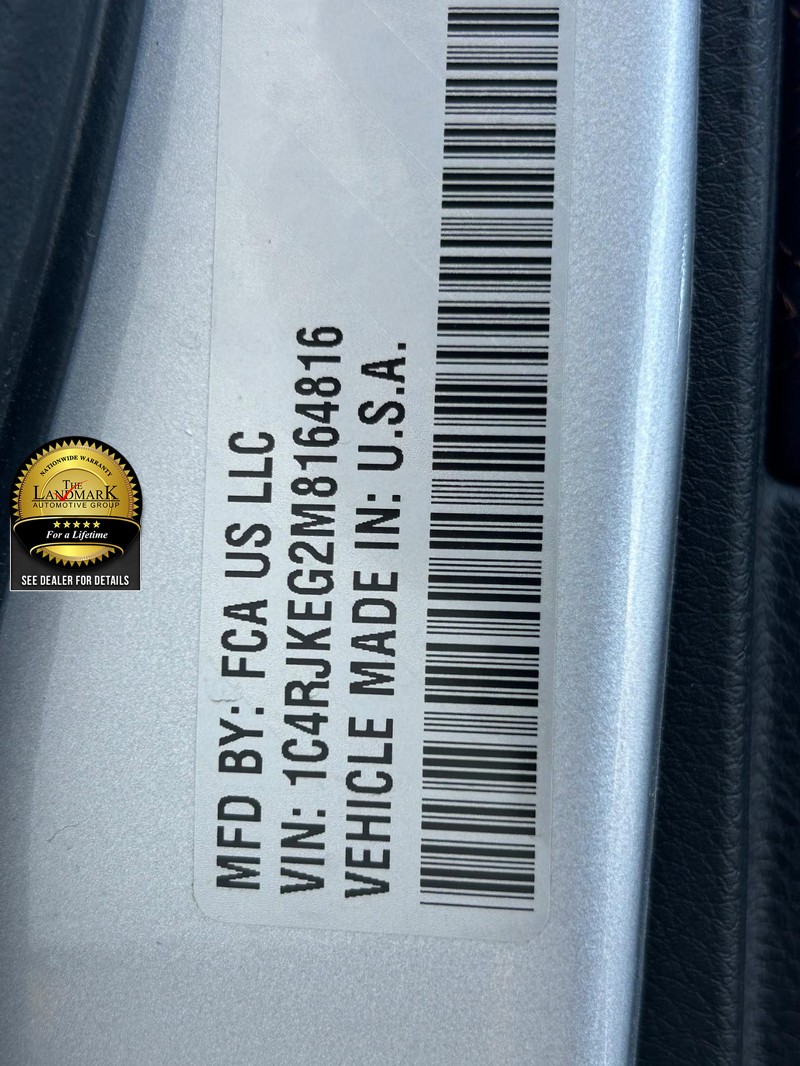 MFD BY: FCA US LLC
VIN: 1C4RJKEG2M8164816
VEHICLE MADE IN: U.S.A.
NATIONWIDE WARRANTY
THE
LANDMARK
AUTOMOTIVE GROUP
For a Lifetime
SEE DEALER FOR DETAILS